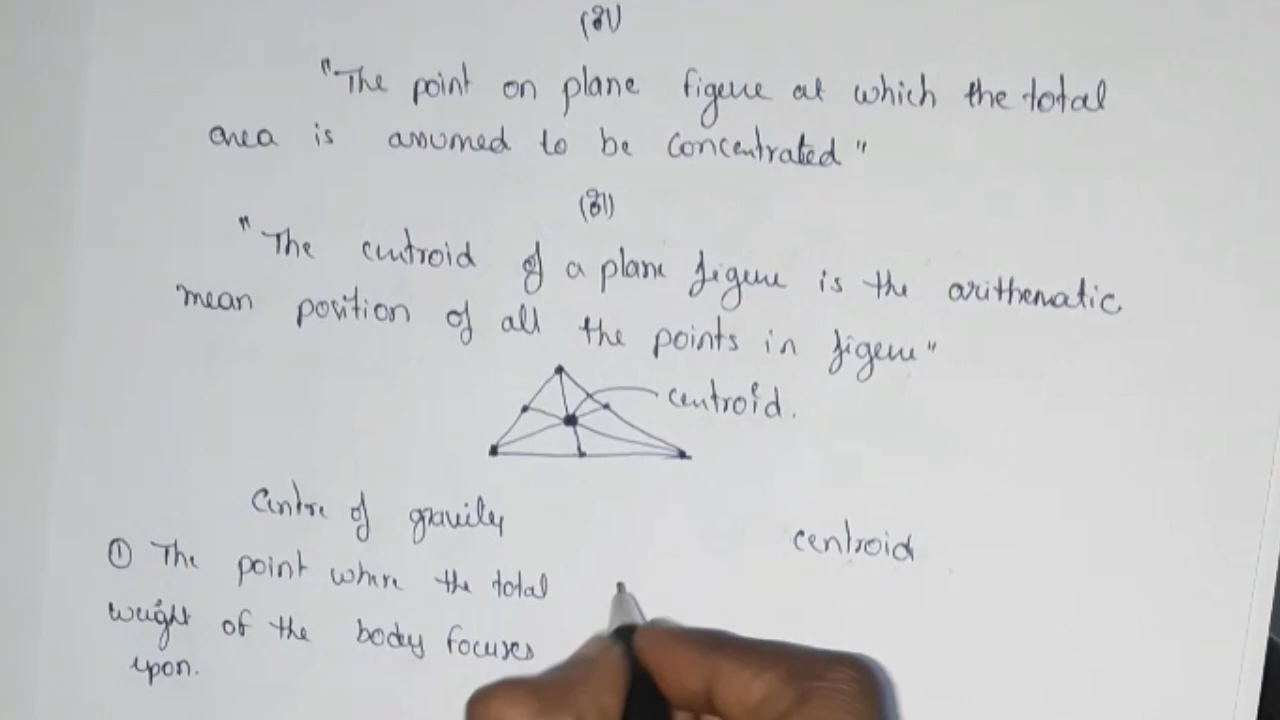 (or)
"The point on plane figure at which the total
area is assumed to be concentrated"
(or)
"The centroid of a plane figure is the arithematic
mean position of all the points in figure"
centroid.
Centre of gravity
centroid
① The point where the total
weight of the body focuses
upon.